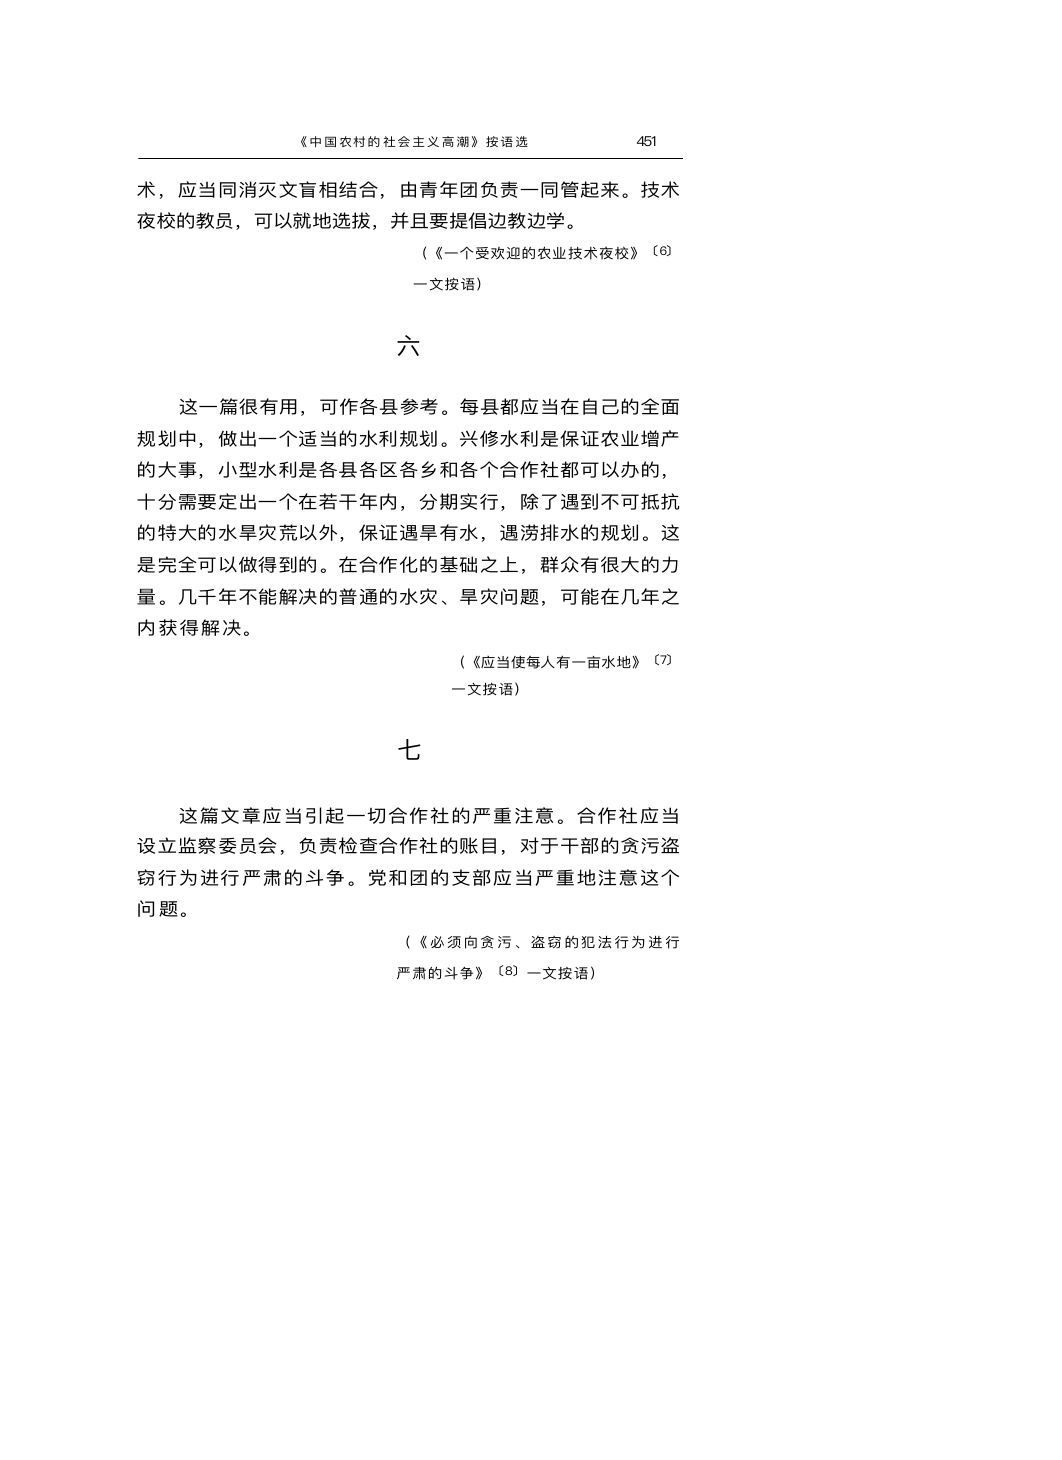 《中国农村的社会主义高潮》按语选 451
术，应当同消灭文盲相结合，由青年团负责一同管起来。技术
夜校的教员，可以就地选拔，并且要提倡边教边学。
（《一个受欢迎的农业技术夜校》〔6〕
一文按语）
六
这一篇很有用，可作各县参考。每县都应当在自己的全面
规划中，做出一个适当的水利规划。兴修水利是保证农业增产
的大事，小型水利是各县各区各乡和各个合作社都可以办的，
十分需要定出一个在若干年内，分期实行，除了遇到不可抵抗
的特大的水旱灾荒以外，保证遇旱有水，遇涝排水的规划。这
是完全可以做得到的。在合作化的基础之上，群众有很大的力
量。几千年不能解决的普通的水灾、旱灾问题，可能在几年之
内获得解决。
（《应当使每人有一亩水地》〔7〕
一文按语）
七
这篇文章应当引起一切合作社的严重注意。合作社应当
设立监察委员会，负责检查合作社的账目，对于干部的贪污盗
窃行为进行严肃的斗争。党和团的支部应当严重地注意这个
问题。
（《必须向贪污、盗窃的犯法行为进行
严肃的斗争》〔8〕一文按语）